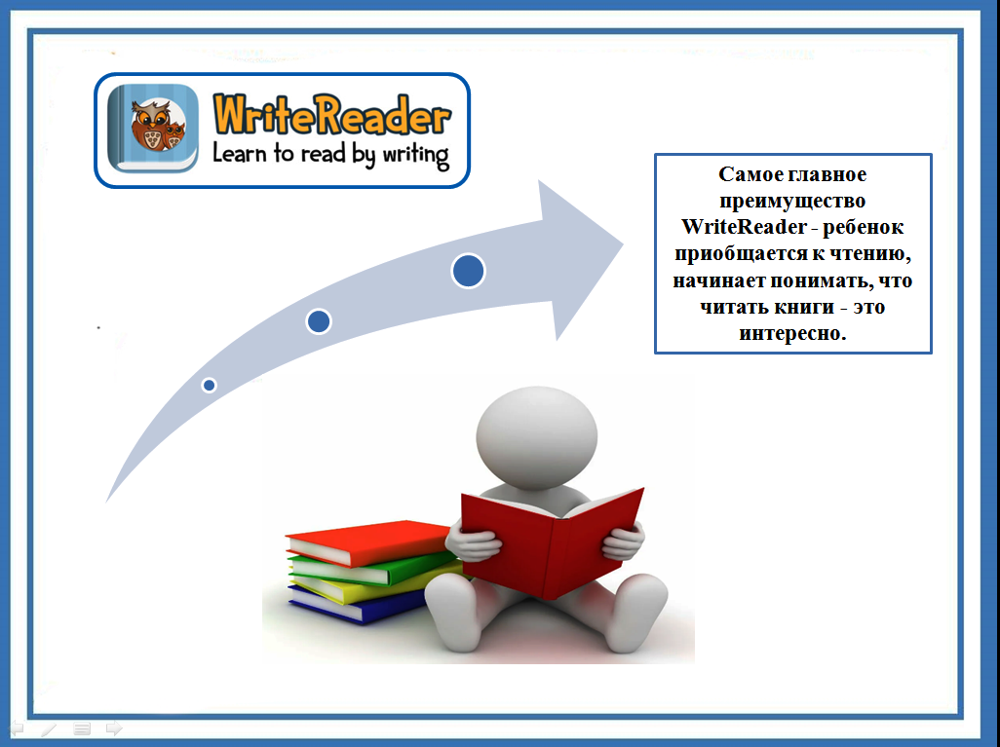 WriteReader
Learn to read by writing
Самое главное
преимущество
WriteReader - ребенок
приобщается к чтению,
начинает понимать, что
читать книги - это
интересно.